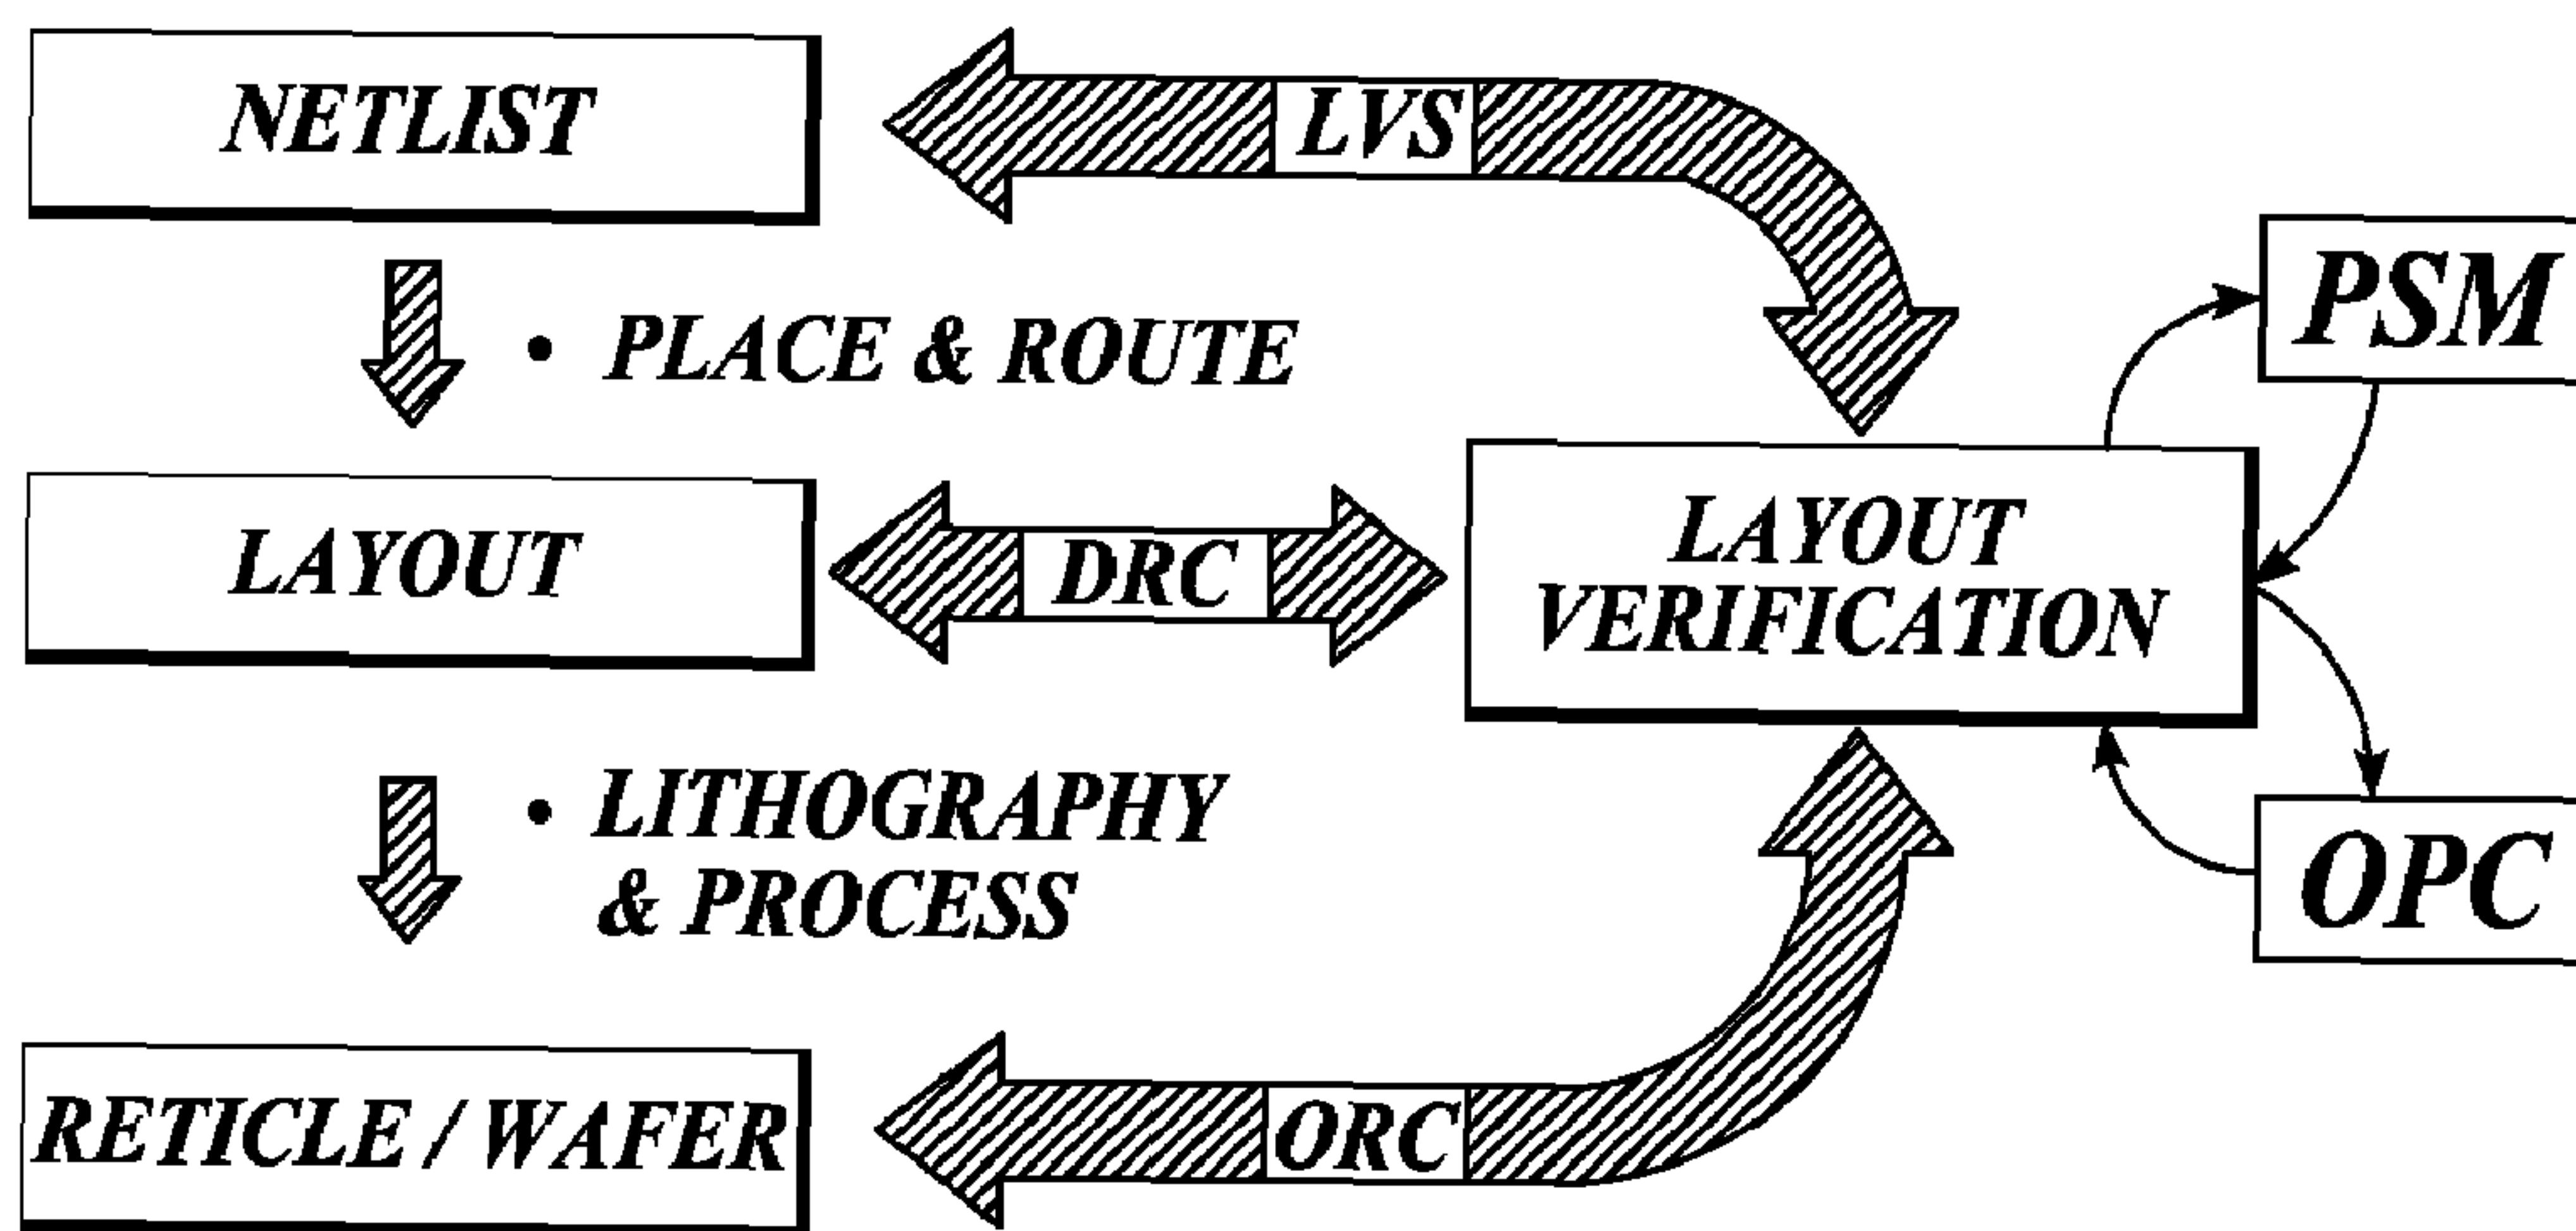 NETLIST
LVS
PSM
• PLACE & ROUTE
LAYOUT
DRC
LAYOUT
VERIFICATION
• LITHOGRAPHY
& PROCESS
OPC
RETICLE / WAFER
ORC